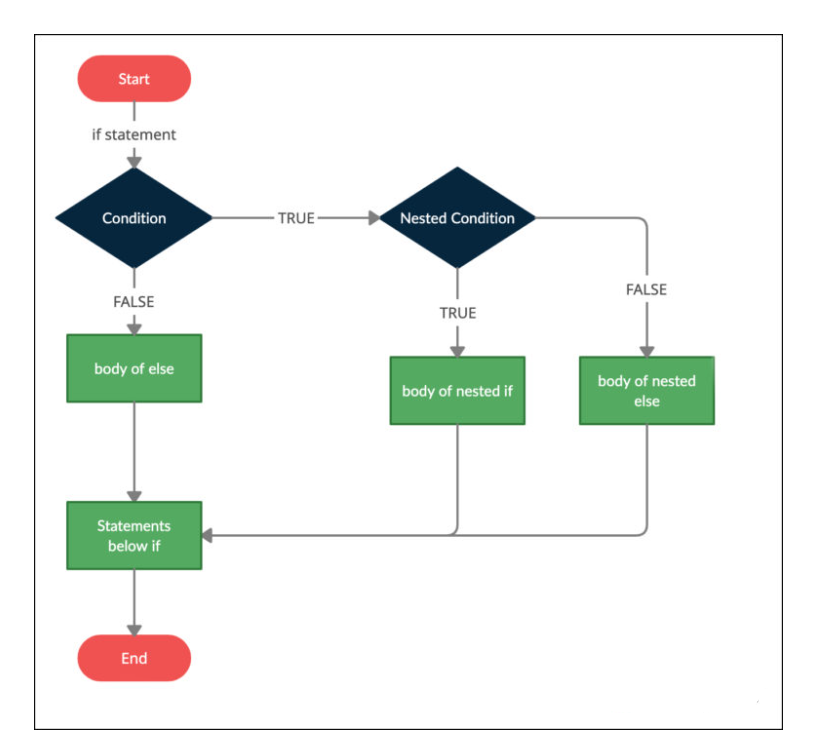 Start
if statement
Condition
TRUE
Nested Condition
FALSE
TRUE
FALSE
body of else
body of nested if
body of nested
else
Statements
below if
End